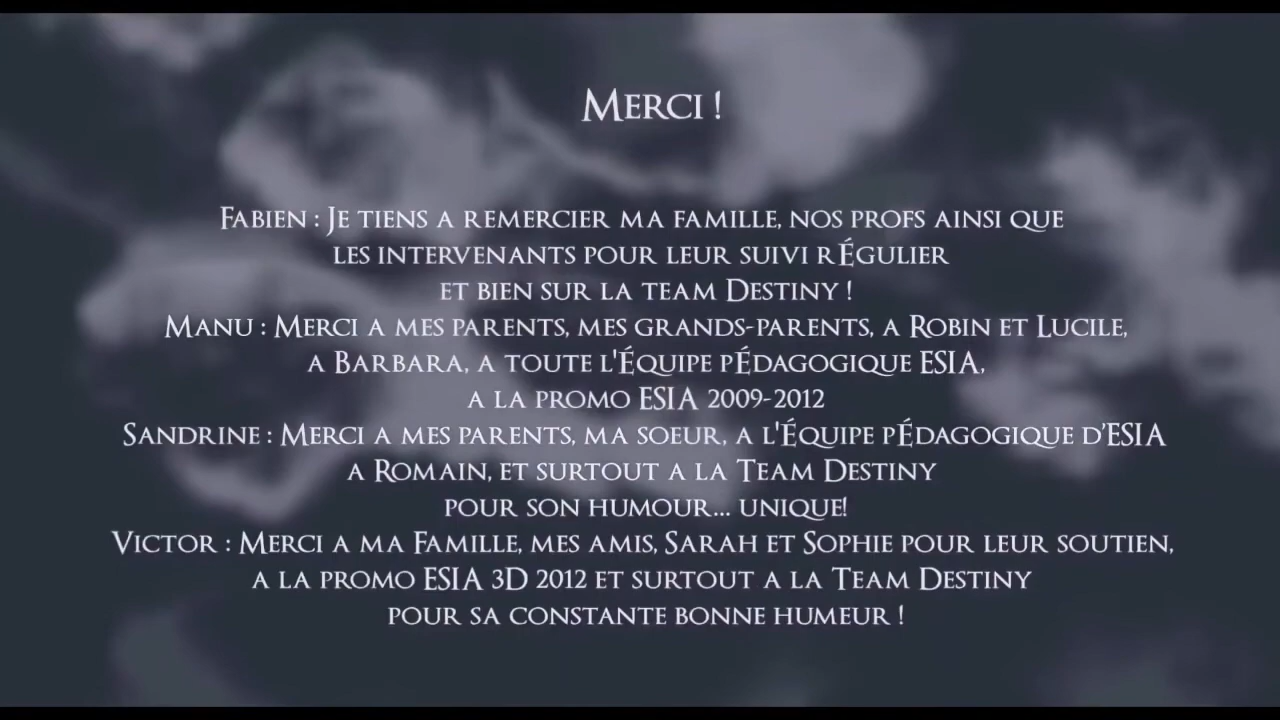 Merci !
Fabien : Je tiens a remercier ma famille, nos profs ainsi que
les intervenants pour leur suivi rÉgulier
et bien sur la team Destiny !
Manu : Merci a mes parents, mes grands-parents, a Robin et Lucile,
a Barbara, a toute l'Équipe pÉdagogique ESIA,
a la promo ESIA 2009-2012
Sandrine : Merci a mes parents, ma soeur, a l'Équipe pÉdagogique d'ESIA
a Romain, et surtout a la Team Destiny
pour son humour... unique!
Victor : Merci a ma Famille, mes amis, Sarah et Sophie pour leur soutien,
a la promo ESIA 3D 2012 et surtout a la Team Destiny
pour sa constante bonne humeur !